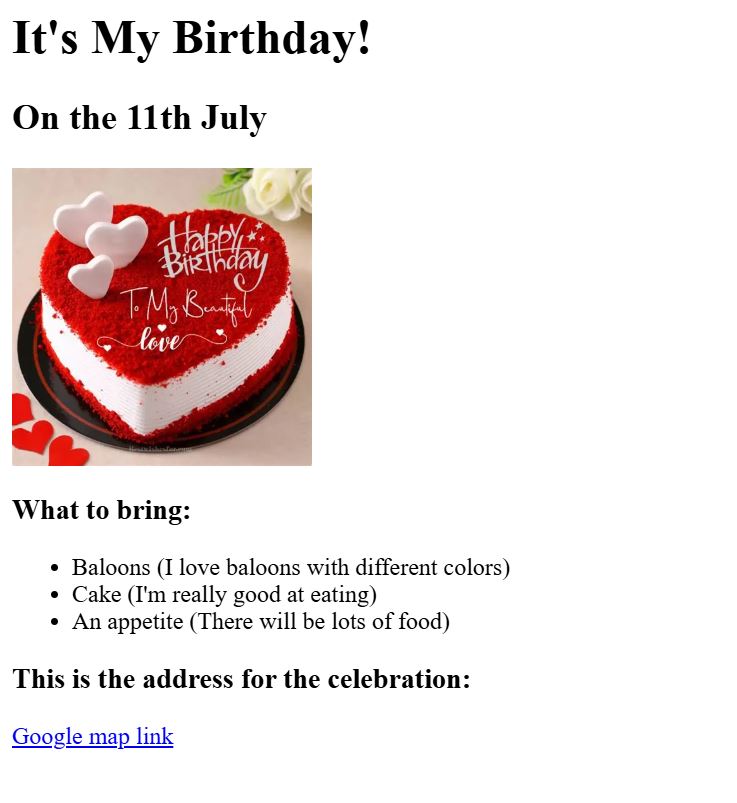 It's My Birthday!
On the 11th July
Happy
Birthday
To My Beautiful
love
What to bring:
Baloons (I love baloons with different colors)
Cake (I'm really good at eating)
An appetite (There will be lots of food)
This is the address for the celebration:
Google map link